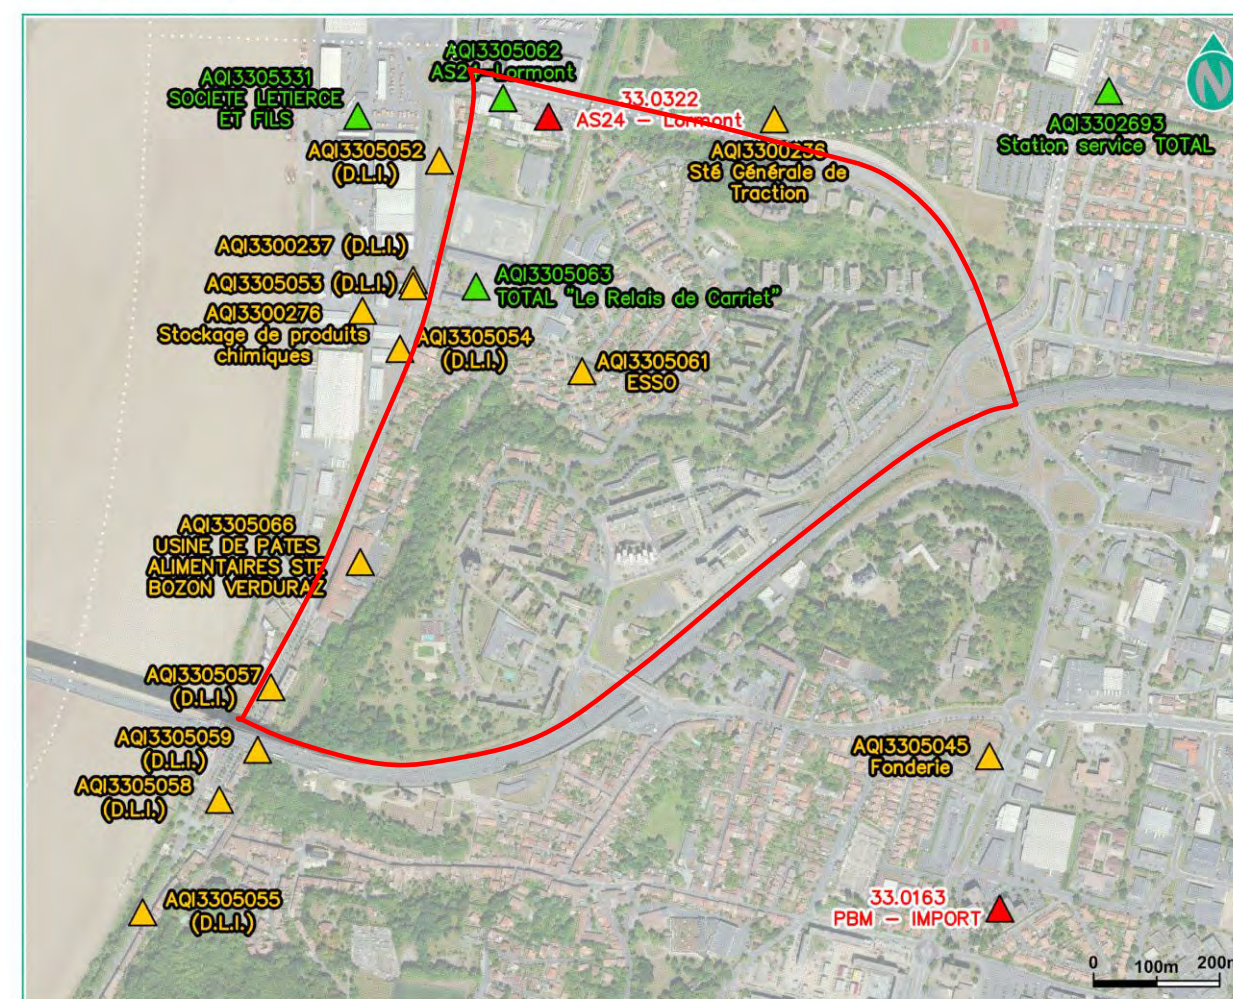 AQI3305062
AS24 Lormont
AQI3305331
SOCIETE LETIERCE
ET FILS
33.0322
AS24 – Lormont
AQI3302693
Station service TOTAL
AQI3305052
(D.L.I.)
AQI3300236
Sté Générale de
Traction
AQI3300237 (D.L.I.)
AQI3305053 (D.L.I.)
AQI3305063
TOTAL "Le Relais de Carriet"
AQI3300276
Stockage de produits
chimiques
AQI3305054
(D.L.I.)
AQI3305061
ESSO
AQI3305066
USINE DE PATES
ALIMENTAIRES STE
BOZON VERDURAZ
AQI3305057
(D.L.I.)
AQI3305059
(D.L.I.)
AQI3305058
(D.L.I.)
AQI3305045
Fonderie
AQI3305055
(D.L.I.)
33.0163
PBM – IMPORT
N
0 100m 200m